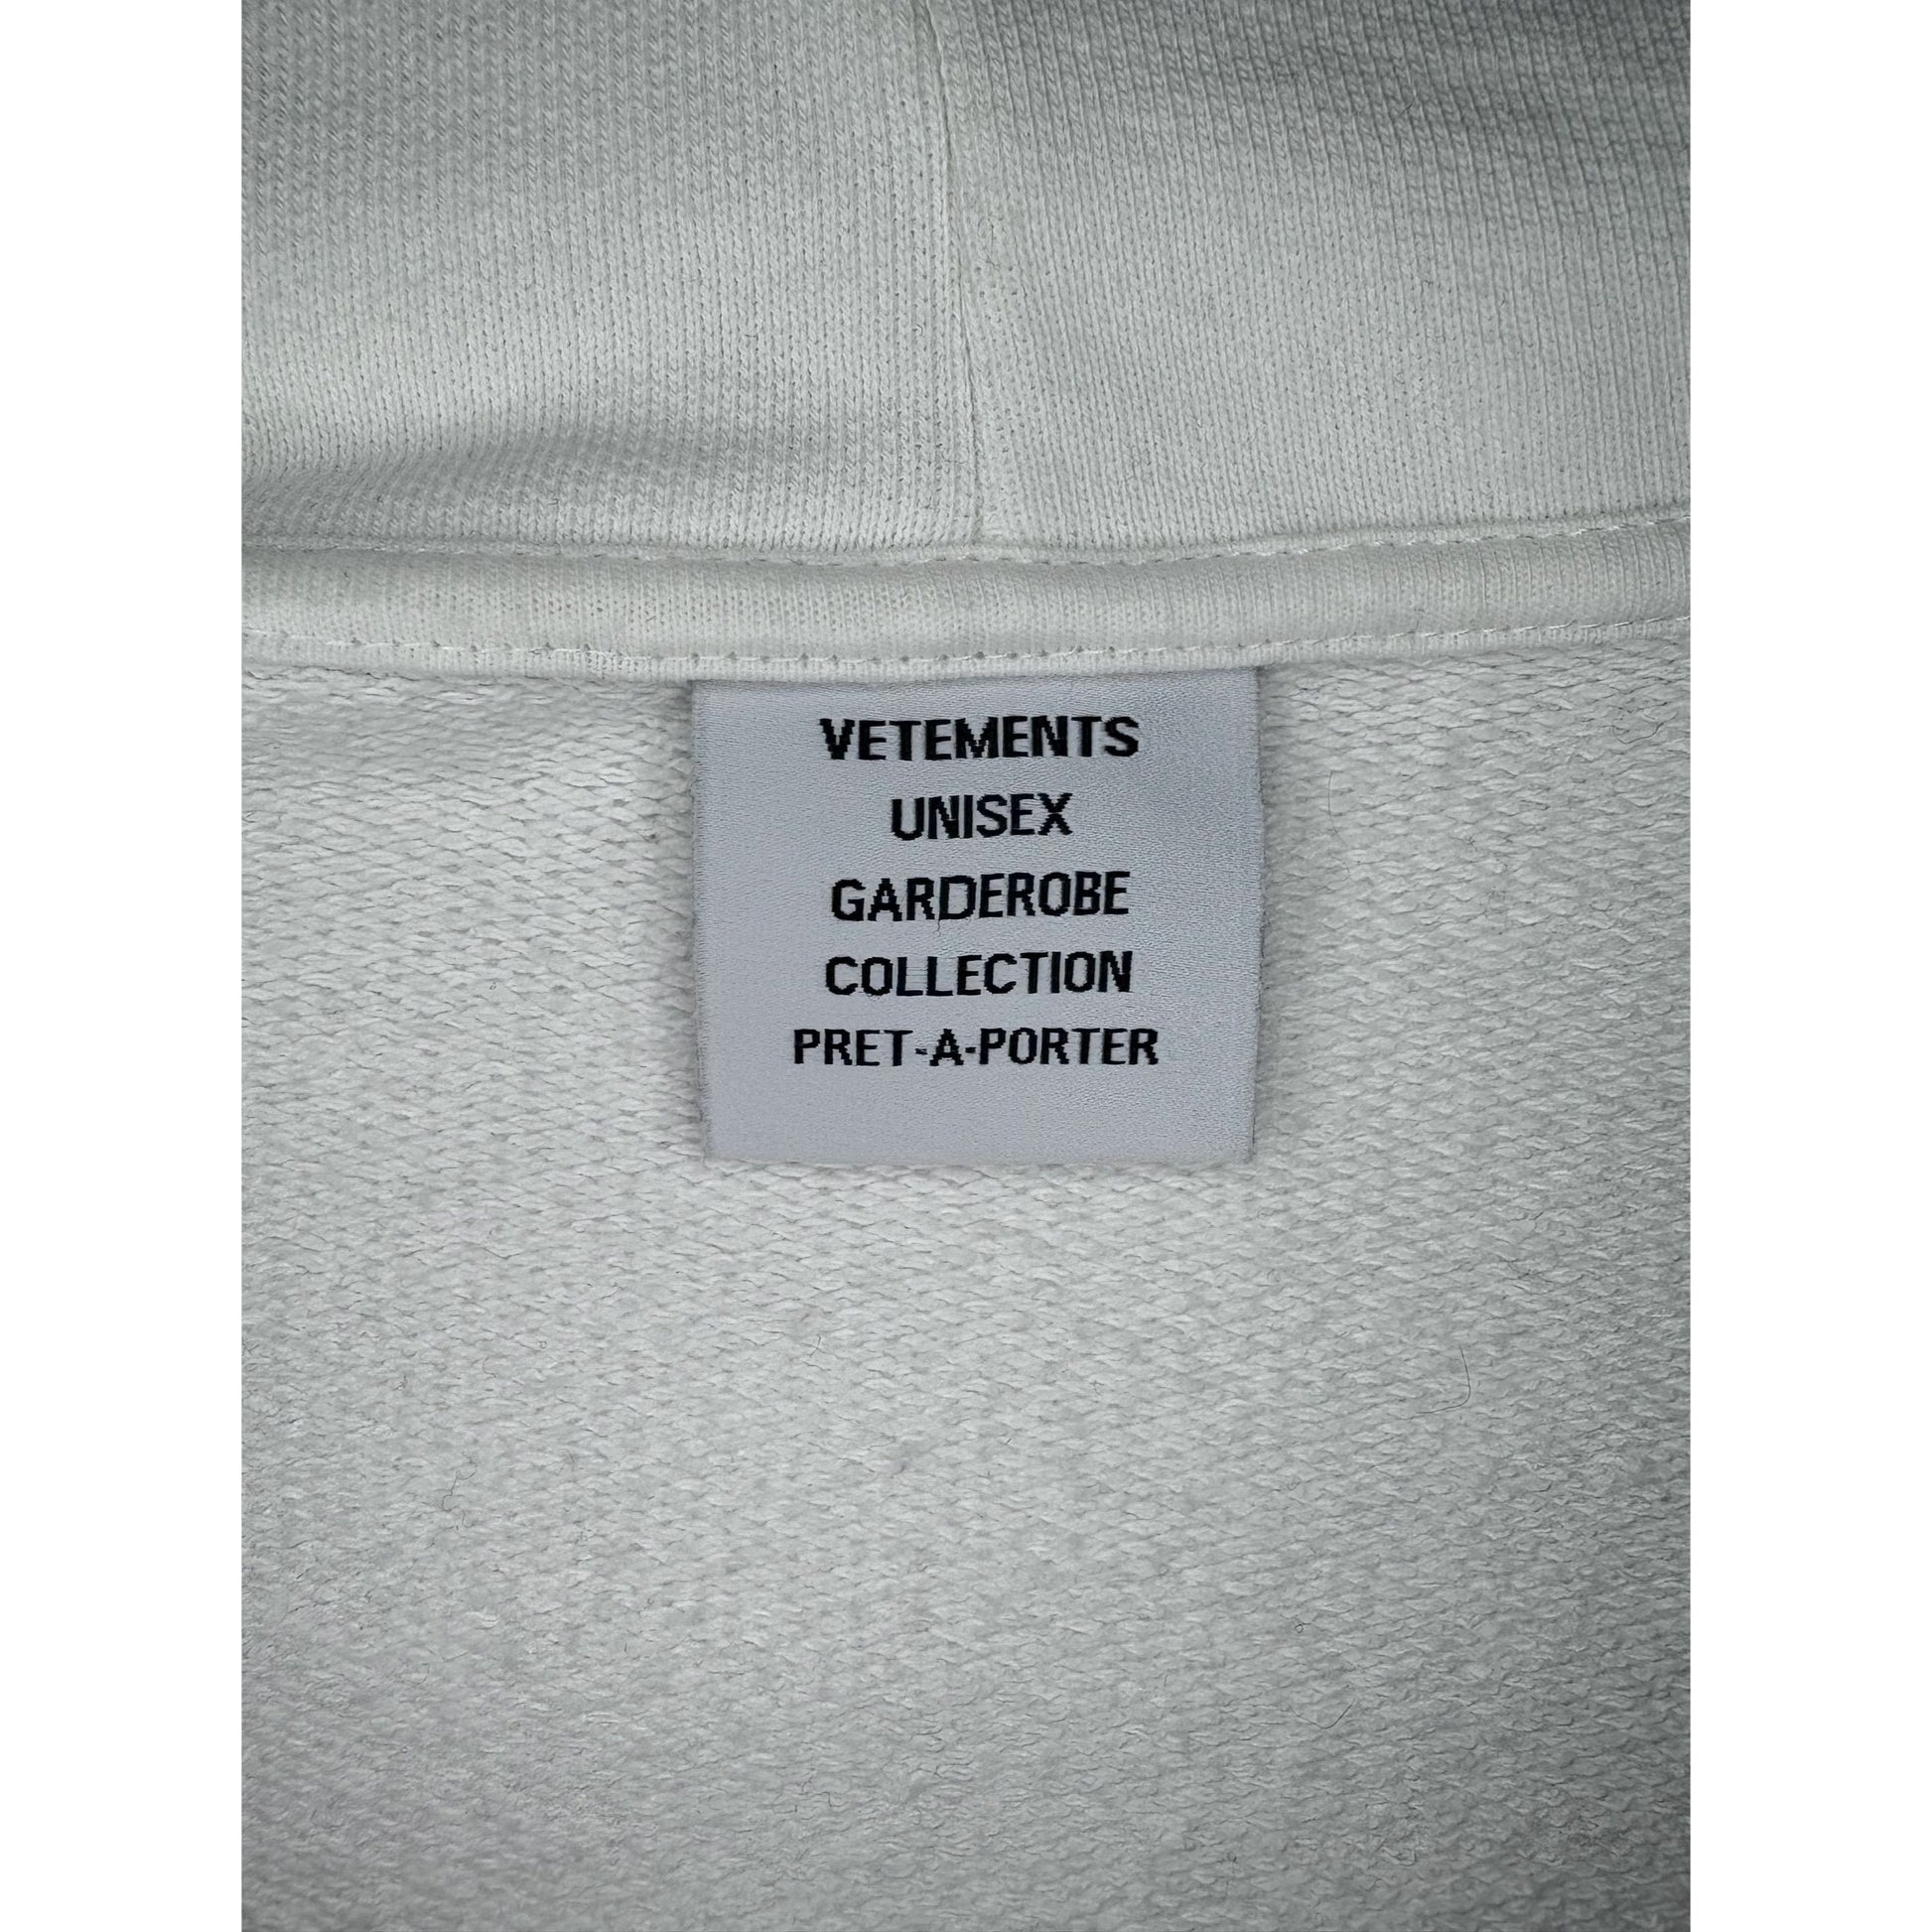 VETEMENTS
UNISEX
GARDEROBE
COLLECTION
PRET-A-PORTER